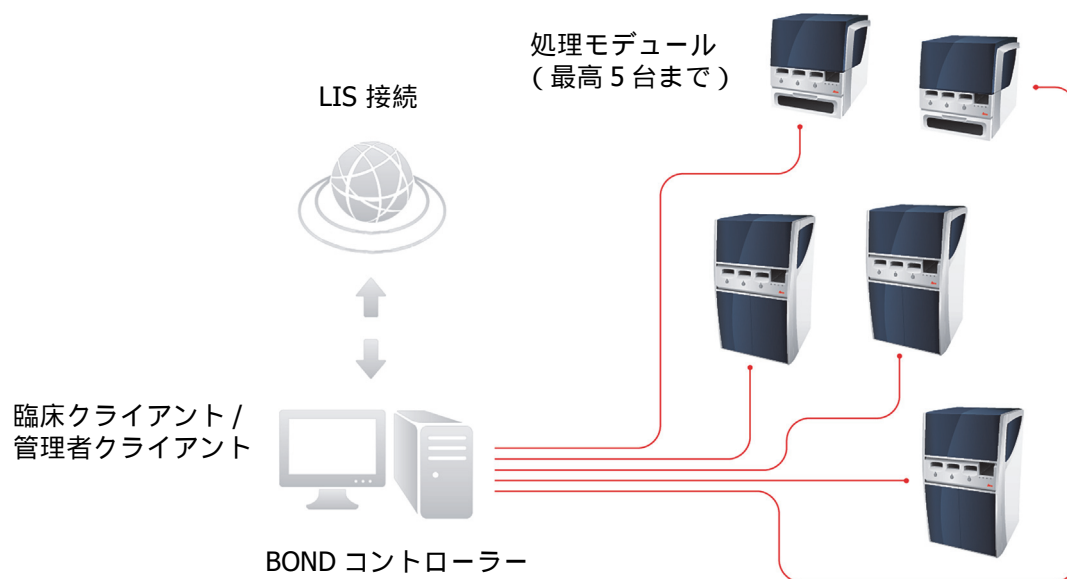 処理モデュール
（最高 5 台まで）
LIS 接続
臨床クライアント /
管理者クライアント
BOND コントローラー